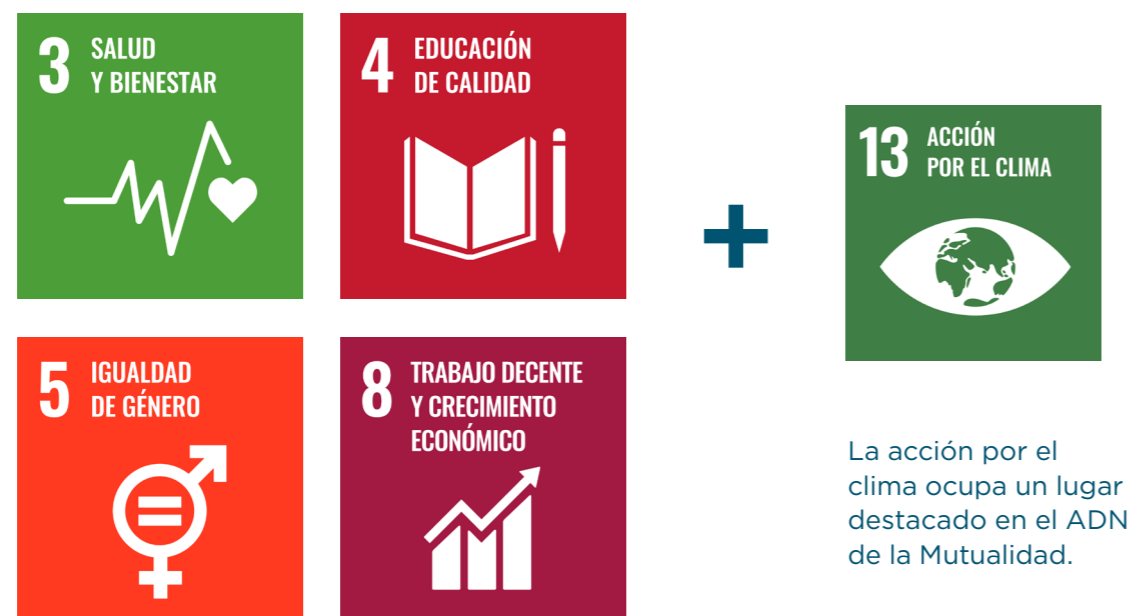 3 SALUD
Y BIENESTAR
4 EDUCACIÓN
DE CALIDAD
5 IGUALDAD
DE GÉNERO
8 TRABAJO DECENTE
Y CRECIMIENTO
ECONÓMICO
+
13 ACCIÓN
POR EL CLIMA
La acción por el
clima ocupa un lugar
destacado en el ADN
de la Mutualidad.